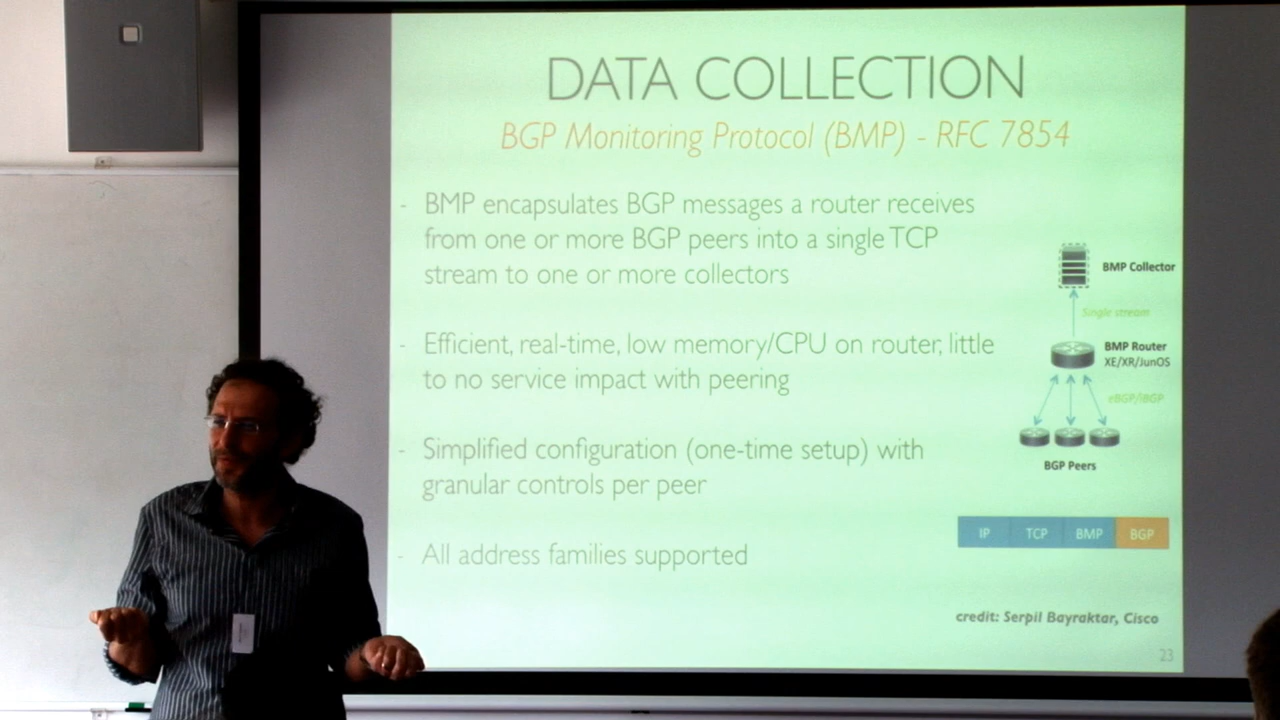 DATA COLLECTION
BGP Monitoring Protocol (BMP) - RFC 7854
- BMP encapsulates BGP messages a router receives
from one or more BGP peers into a single TCP
stream to one or more collectors
- Efficient, real-time, low memory/CPU on router, little
to no service impact with peering
- Simplified configuration (one-time setup) with
granular controls per peer
- All address families supported
BMP Collector
Single stream
BMP Router
XE/XR/JunOS
eBGP/iBGP
BGP Peers
IP TCP BMP BGP
credit: Serpil Bayraktar, Cisco
23